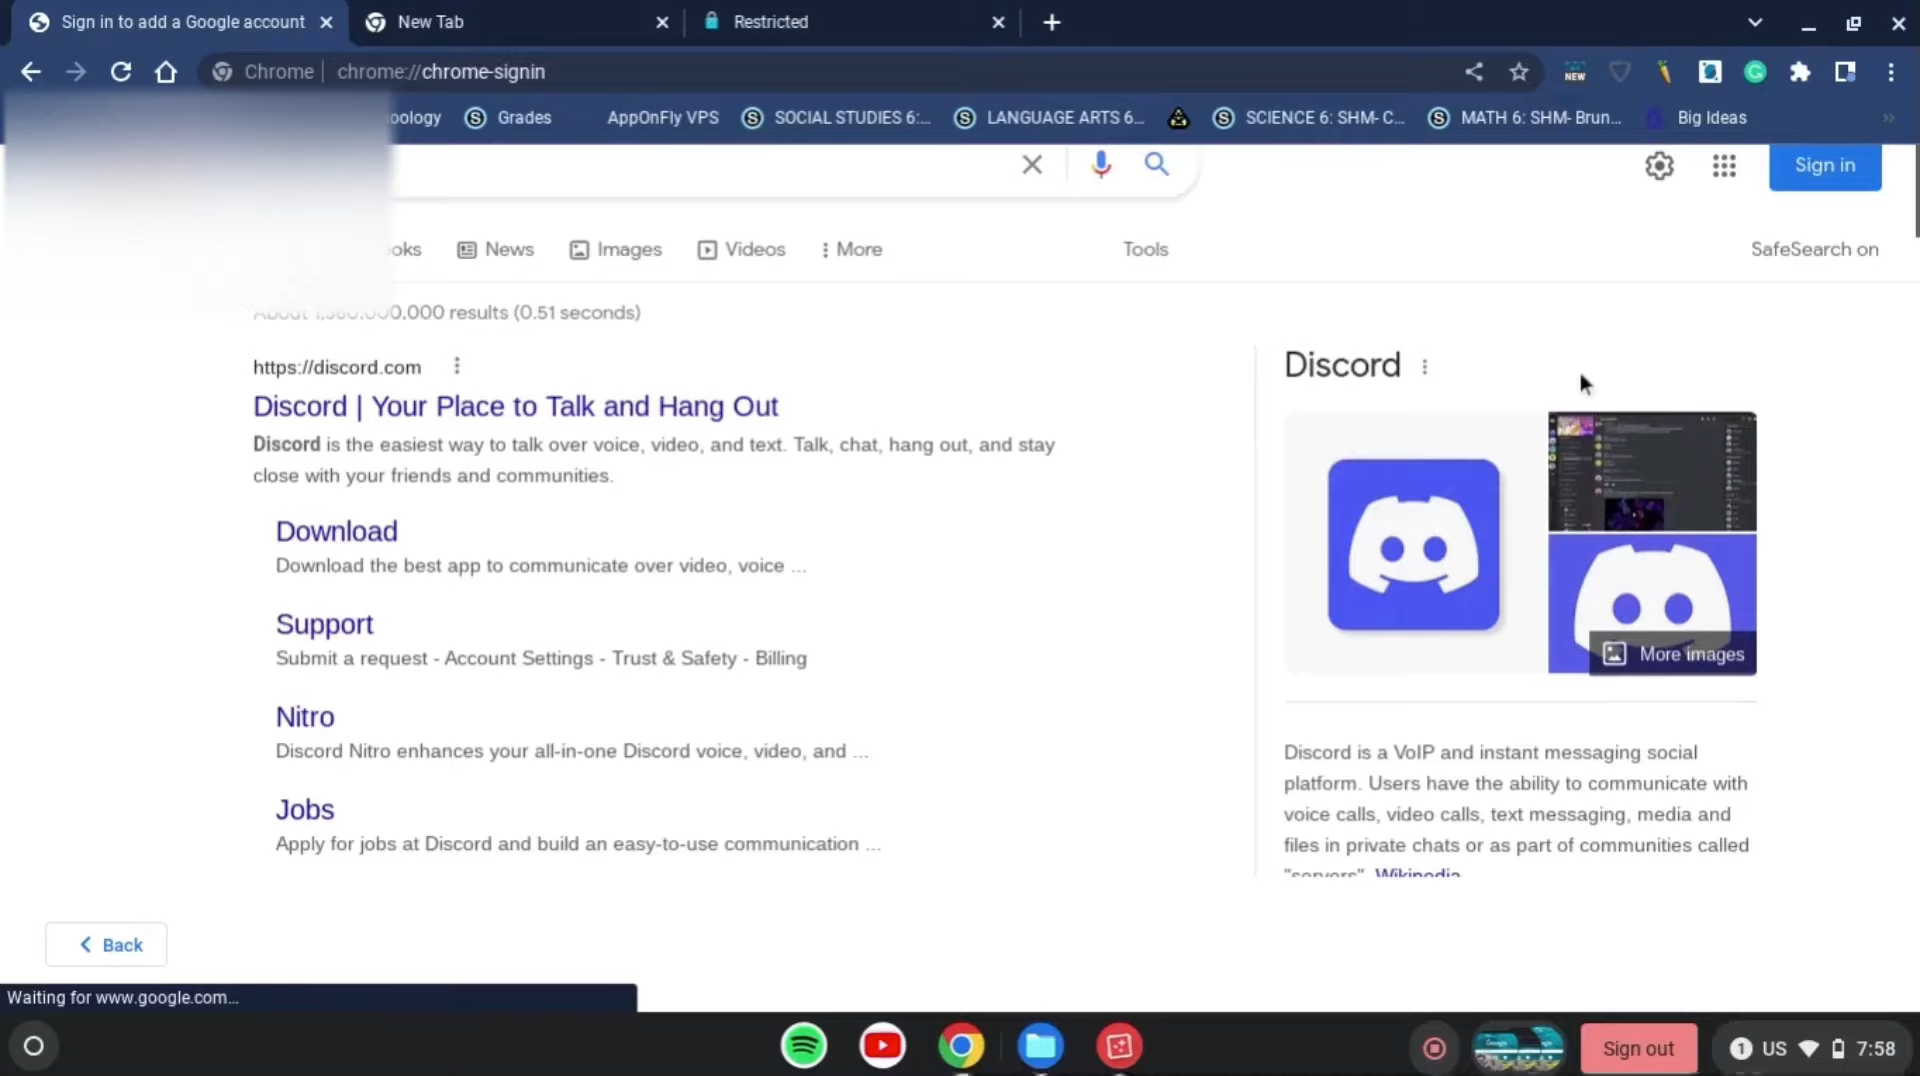 Sign in to add a Google account
New Tab
Restricted
Chrome chrome://chrome-signin
NEW
oology
Grades
AppOnFly VPS
SOCIAL STUDIES 6:...
LANGUAGE ARTS 6...
SCIENCE 6: SHM- C...
MATH 6: SHM- Brun...
Big Ideas
Sign in
oks
News
Images
Videos
More
Tools
SafeSearch on
results (0.51 seconds)
https://discord.com
Discord | Your Place to Talk and Hang Out
Discord is the easiest way to talk over voice, video, and text. Talk, chat, hang out, and stay
close with your friends and communities.
Download
Download the best app to communicate over video, voice ...
Support
Submit a request - Account Settings - Trust & Safety - Billing
Nitro
Discord Nitro enhances your all-in-one Discord voice, video, and ...
Jobs
Apply for jobs at Discord and build an easy-to-use communication ...
Discord
More images
Discord is a VoIP and instant messaging social
platform. Users have the ability to communicate with
voice calls, video calls, text messaging, media and
files in private chats or as part of communities called
"servers". Wikipedia
Back
Waiting for www.google.com...
Sign out
1 US 7:58